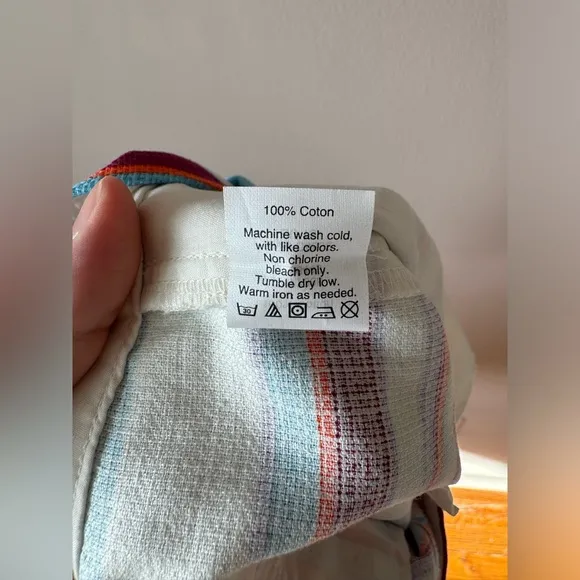 100% Coton
Machine wash cold,
with like colors.
Non chlorine
bleach only.
Tumble dry low.
Warm iron as needed.
30